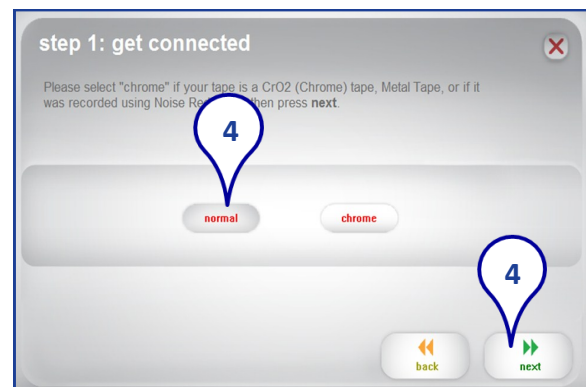 step 1: get connected
Please select "chrome" if your tape is a CrO2 (Chrome) tape, Metal Tape, or if it
was recorded using Noise then press next.
4
normal
chrome
4
back
next